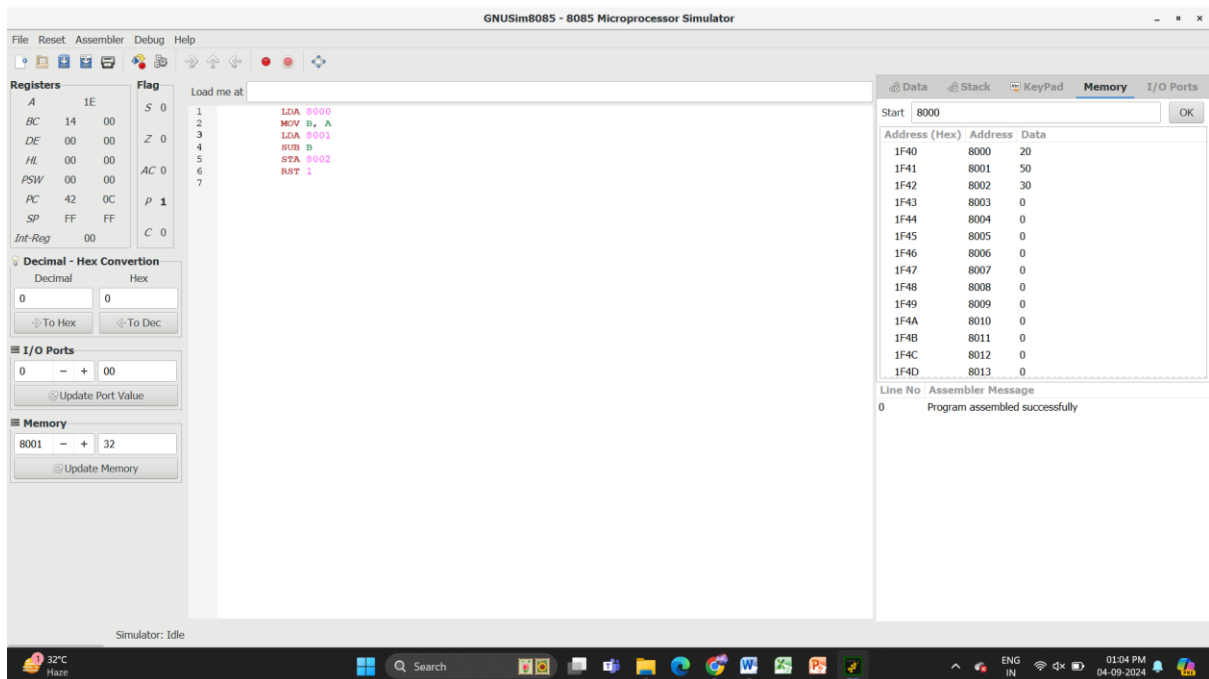 GNUSim8085 - 8085 Microprocessor Simulator
File Reset Assembler Debug Help
Registers
A 1E
BC 14 00
DE 00 00
HL 00 00
PSW 00 00
PC 42 0C
SP FF FF
Int-Reg 00
Flag
S 0
Z 0
AC 0
P 1
C 0
Decimal - Hex Convertion
Decimal Hex
0 0
To Hex To Dec
I/O Ports
0 - + 00
Update Port Value
Memory
8001 - + 32
Update Memory
Load me at
1 LDA 8000
2 MOV B, A
3 LDA 8001
4 SUB B
5 STA 8002
6 RST 1
7
Data Stack KeyPad Memory I/O Ports
Start 8000 OK
Address (Hex) Address Data
1F40 8000 20
1F41 8001 50
1F42 8002 30
1F43 8003 0
1F44 8004 0
1F45 8005 0
1F46 8006 0
1F47 8007 0
1F48 8008 0
1F49 8009 0
1F4A 8010 0
1F4B 8011 0
1F4C 8012 0
1F4D 8013 0
Line No Assembler Message
0 Program assembled successfully
Simulator: Idle
1 32°C
Haze
Search
ENG
IN
01:04 PM
04-09-2024